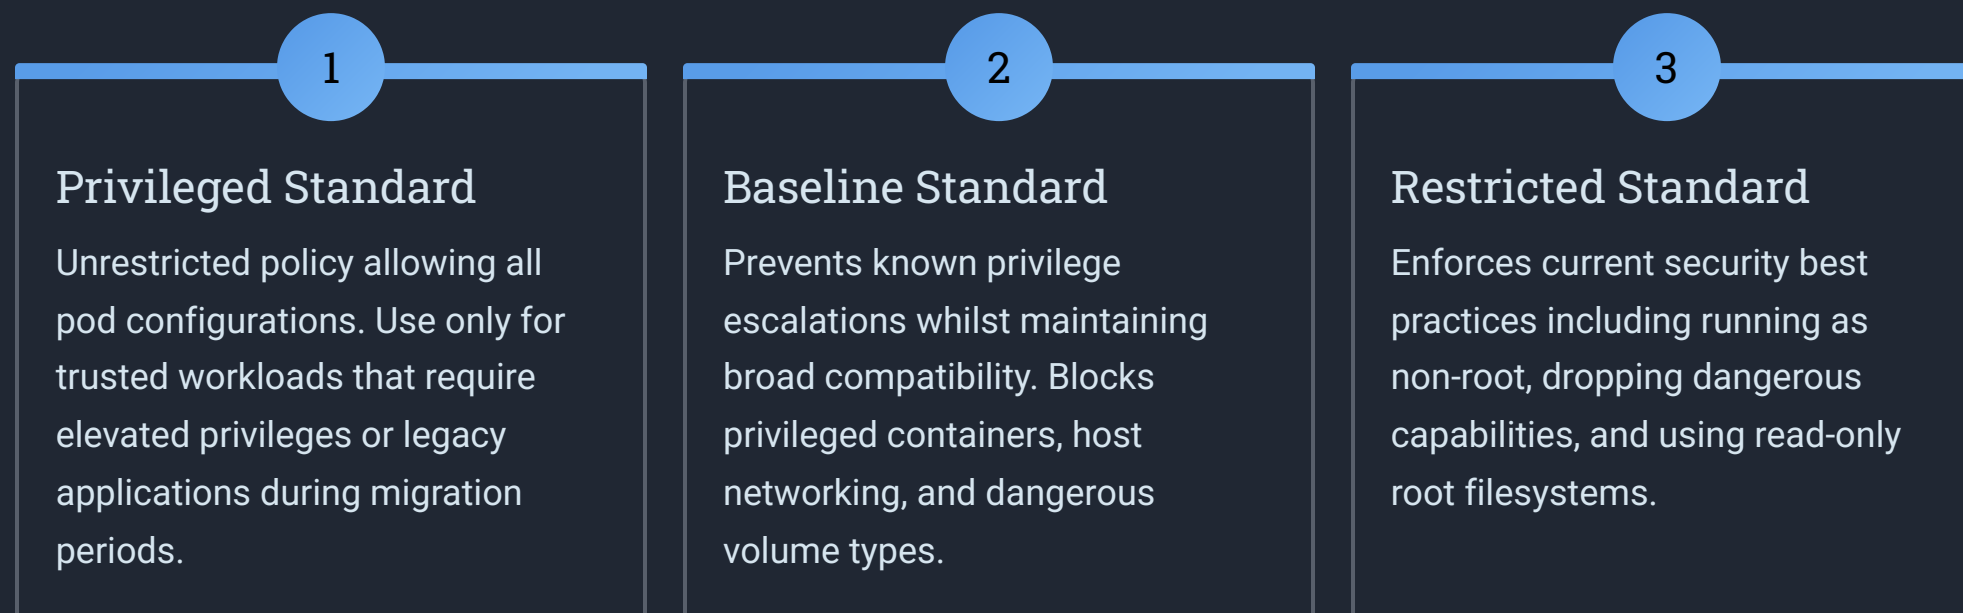 1
Privileged Standard
Unrestricted policy allowing all
pod configurations. Use only for
trusted workloads that require
elevated privileges or legacy
applications during migration
periods.
2
Baseline Standard
Prevents known privilege
escalations whilst maintaining
broad compatibility. Blocks
privileged containers, host
networking, and dangerous
volume types.
3
Restricted Standard
Enforces current security best
practices including running as
non-root, dropping dangerous
capabilities, and using read-only
root filesystems.